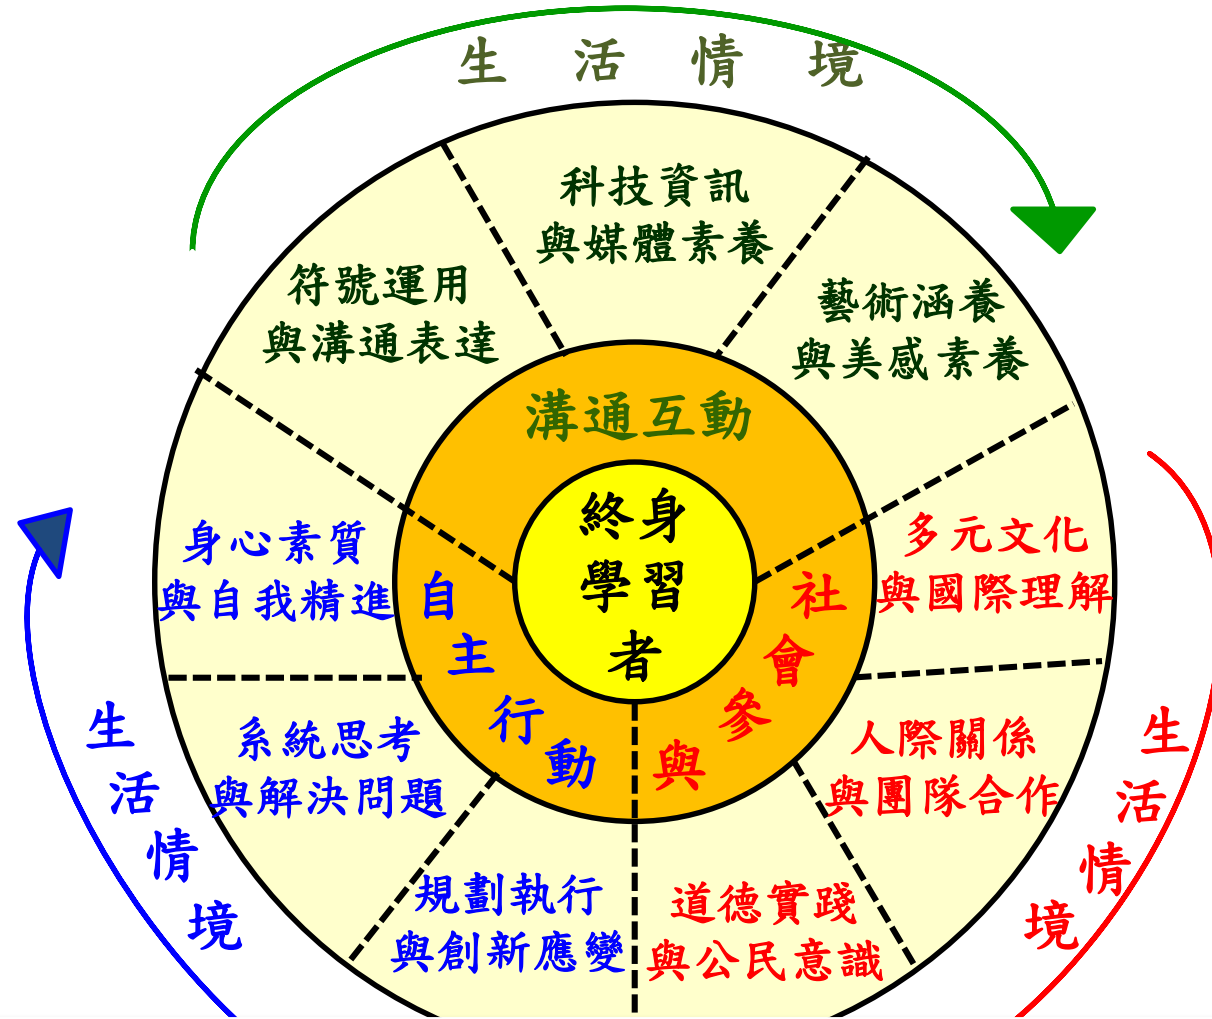 生活情境
科技資訊
與媒體素養
符號運用
與溝通表達
藝術涵養
與美感素養
溝通互動
終身
學習
者
身心素質
與自我精進
自主行動
社會參與
多元文化
與國際理解
系統思考
與解決問題
人際關係
與團隊合作
規劃執行
與創新應變
道德實踐
與公民意識
生活情境
生活情境